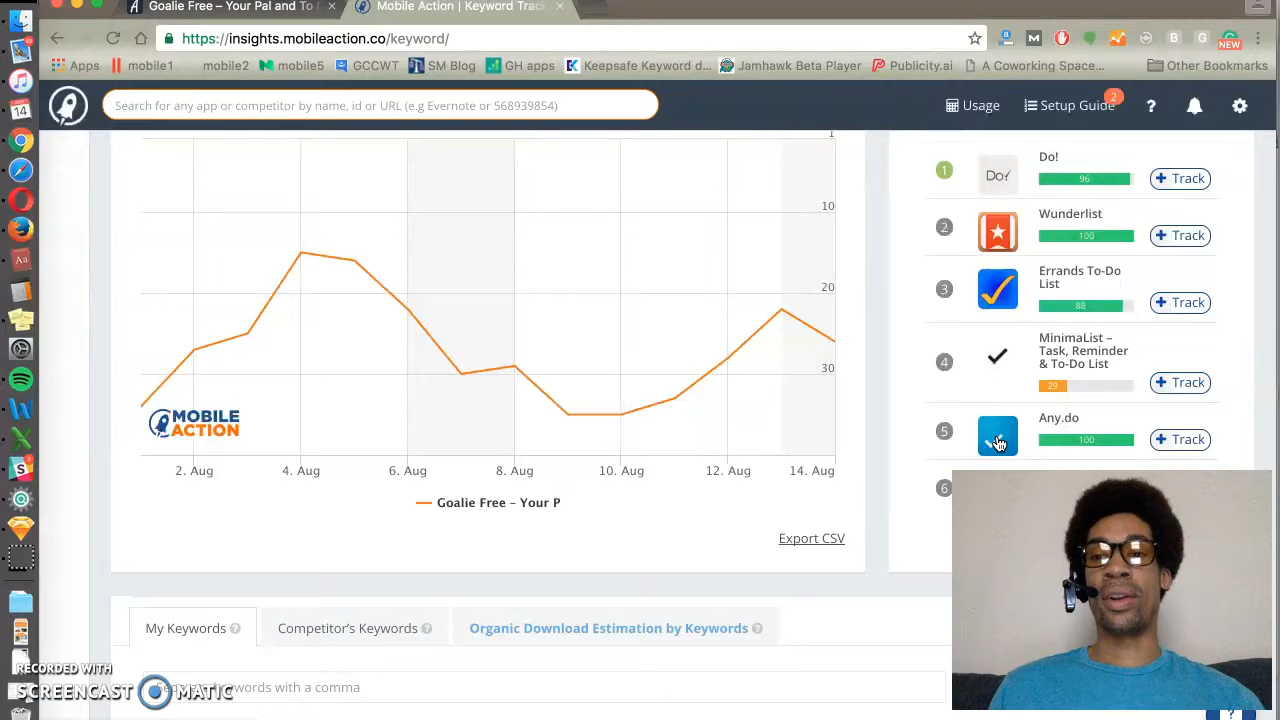 Goalie Free – Your Pal and To
Mobile Action | Keyword Track
https://insights.mobileaction.co/keyword/
NEW
Apps
mobile1
mobile2
mobile5
GCCWT
SM Blog
GH apps
Keepsafe Keyword d...
Jamhawk Beta Player
Publicity.ai
A Coworking Space...
Other Bookmarks
Search for any app or competitor by name, id or URL (e.g Evernote or 568939854)
Usage
Setup Guide
2
?
1
10
20
30
2. Aug
4. Aug
6. Aug
8. Aug
10. Aug
12. Aug
14. Aug
MOBILE
ACTION
Goalie Free – Your P
Export CSV
1
Do!
Do!
96
+ Track
2
Wunderlist
100
+ Track
3
Errands To-Do
List
88
+ Track
4
MinimaList –
Task, Reminder
& To-Do List
29
+ Track
5
Any.do
100
+ Track
6
My Keywords ?
Competitor's Keywords ?
Organic Download Estimation by Keywords ?
keywords with a comma
RECORDED WITH
SCREENCAST MATIC
14